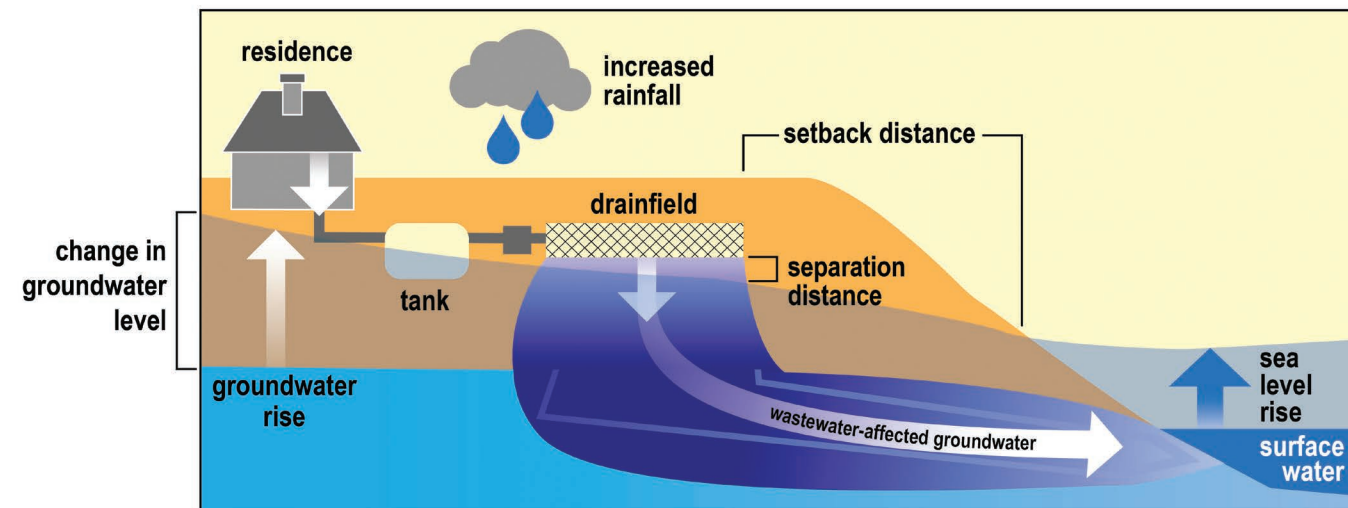 residence
increased
rainfall
setback distance
drainfield
change in
groundwater
level
tank
separation
distance
groundwater
rise
wastewater-affected groundwater
sea
level
rise
surface
water